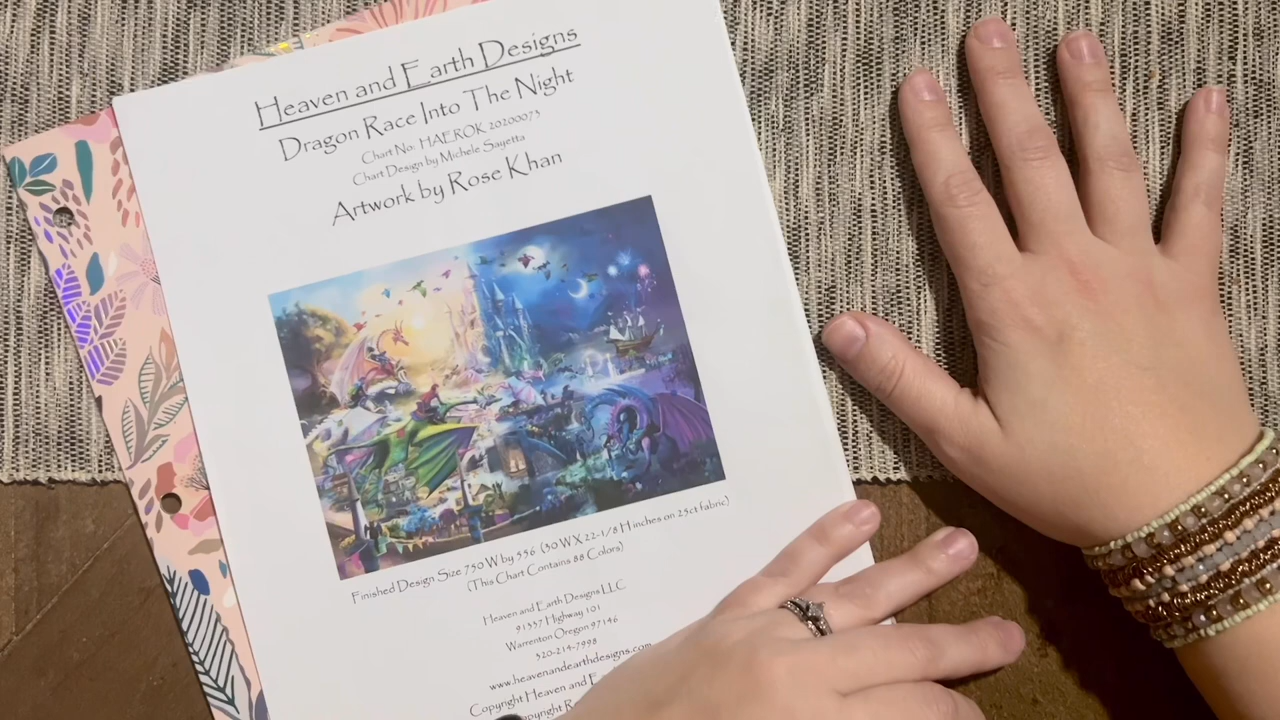 Heaven and Earth Designs
Dragon Race Into The Night
Chart No: HAEROK 20200073
Chart Design by Michele Sayetta
Artwork by Rose Khan
Finished Design Size 750 W by 556 (30 W X 22-1/8 H inches on 25ct fabric)
(This Chart Contains 88 Colors)
Heaven and Earth Designs LLC
91357 Highway 101
Warrenton Oregon 97146
520-214-7998
www.heavenandearthdesigns.com
Copyright Heaven and